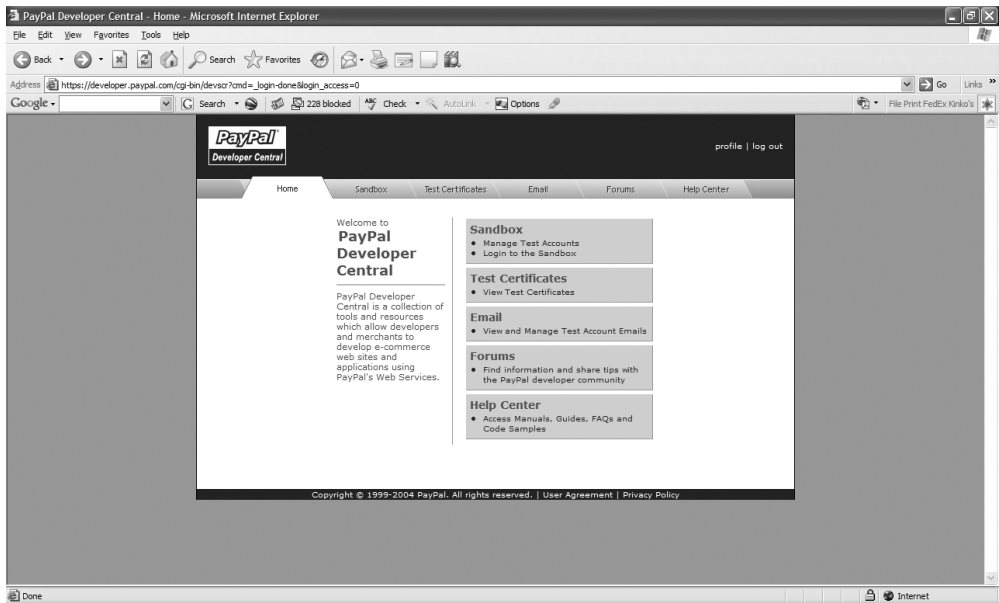 PayPal Developer Central - Home - Microsoft Internet Explorer
File Edit View Favorites Tools Help
Back Search Favorites
Address https://developer.paypal.com/cgi-bin/devscr?cmd=_login-done&login_access=0 Go Links »
Google Search 228 blocked Check AutoLink Options File Print FedEx Kinko's
PayPal
Developer Central
profile | log out
Home Sandbox Test Certificates Email Forums Help Center
Welcome to
PayPal
Developer
Central
PayPal Developer
Central is a collection of
tools and resources
which allow developers
and merchants to
develop e-commerce
web sites and
applications using
PayPal's Web Services.
Sandbox
• Manage Test Accounts
• Login to the Sandbox
Test Certificates
• View Test Certificates
Email
• View and Manage Test Account Emails
Forums
• Find information and share tips with
the PayPal developer community
Help Center
• Access Manuals, Guides, FAQs and
Code Samples
Copyright © 1999-2004 PayPal. All rights reserved. | User Agreement | Privacy Policy
Done Internet